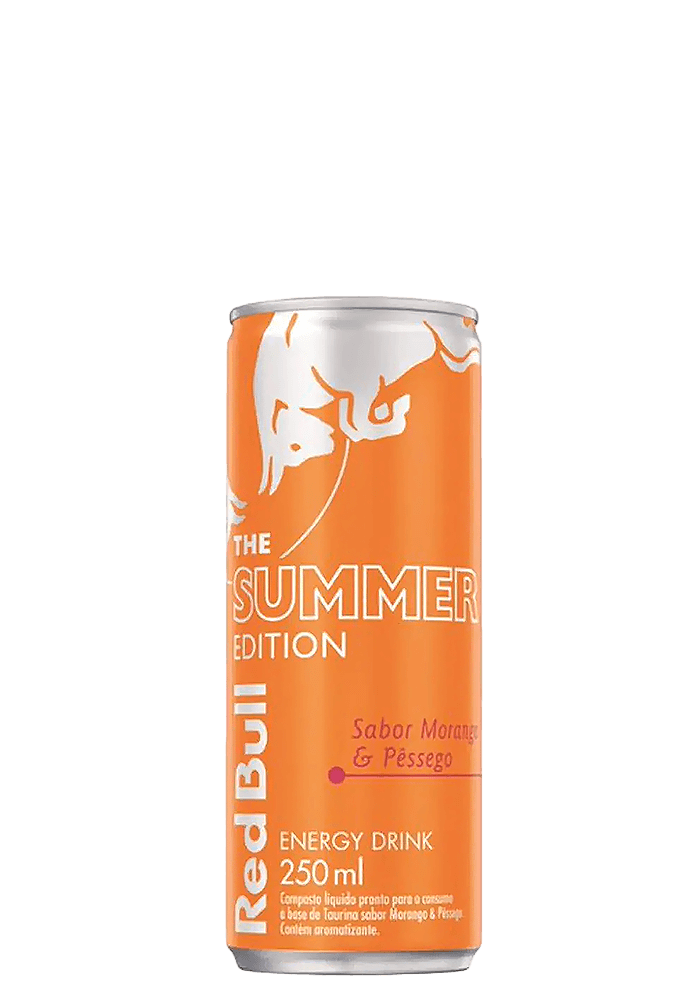 THE
SUMMER
EDITION
Red Bull
Sabor Morango
& Pêssego
ENERGY DRINK
250 ml
Composto líquido pronto para o consumo
à base de Taurina sabor Morango & Pêssego.
Contém aromatizante.